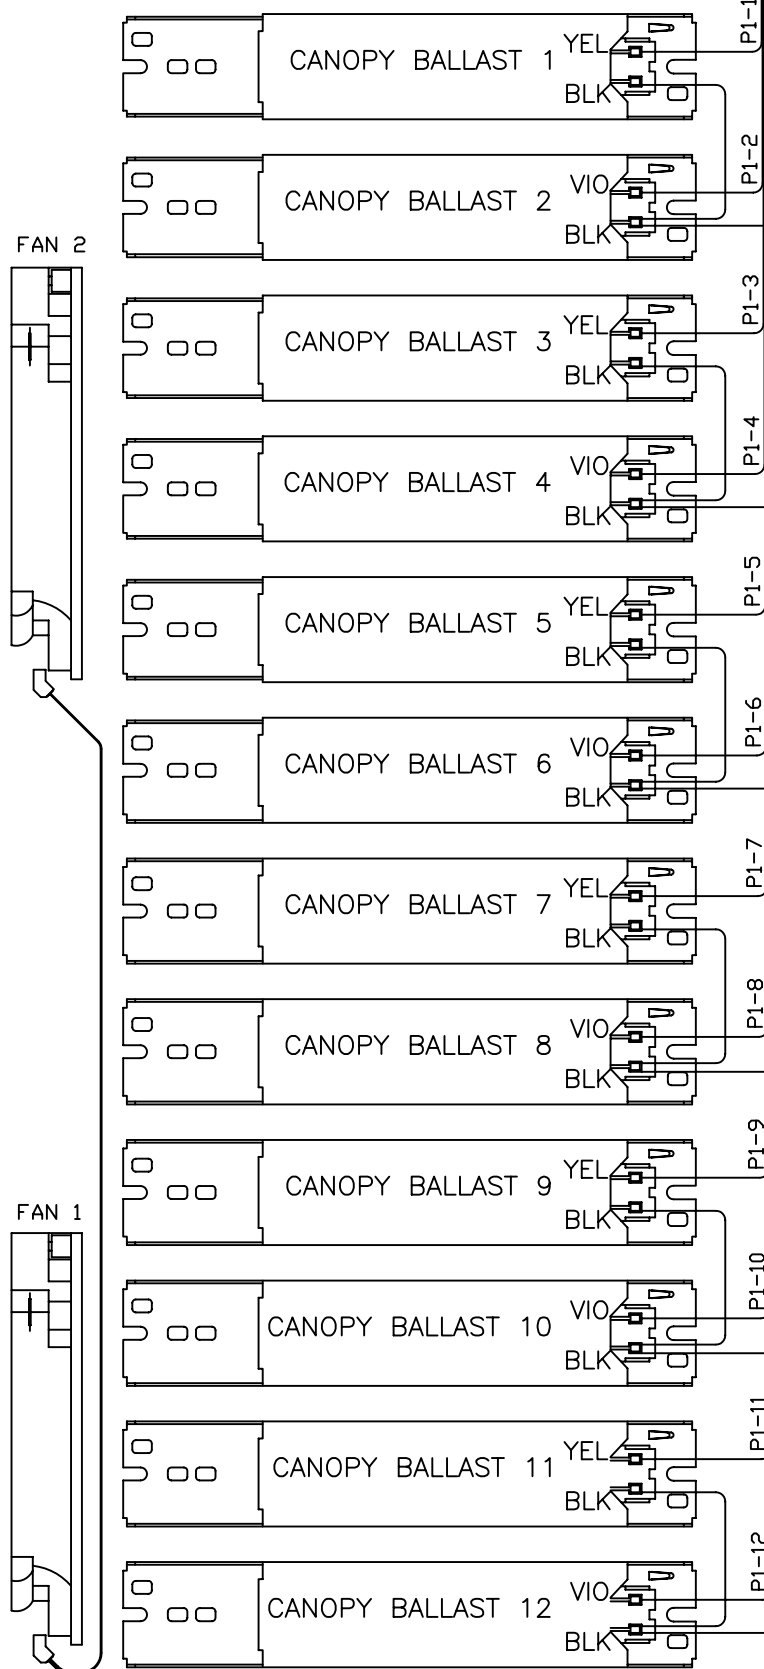 P1-1
CANOPY BALLAST 1
YEL
BLK
P1-2
CANOPY BALLAST 2
VIO
BLK
FAN 2
P1-3
CANOPY BALLAST 3
YEL
BLK
P1-4
CANOPY BALLAST 4
VIO
BLK
P1-5
CANOPY BALLAST 5
YEL
BLK
P1-6
CANOPY BALLAST 6
VIO
BLK
P1-7
CANOPY BALLAST 7
YEL
BLK
P1-8
CANOPY BALLAST 8
VIO
BLK
P1-9
CANOPY BALLAST 9
YEL
BLK
FAN 1
P1-10
CANOPY BALLAST 10
VIO
BLK
P1-11
CANOPY BALLAST 11
YEL
BLK
P1-12
CANOPY BALLAST 12
VIO
BLK